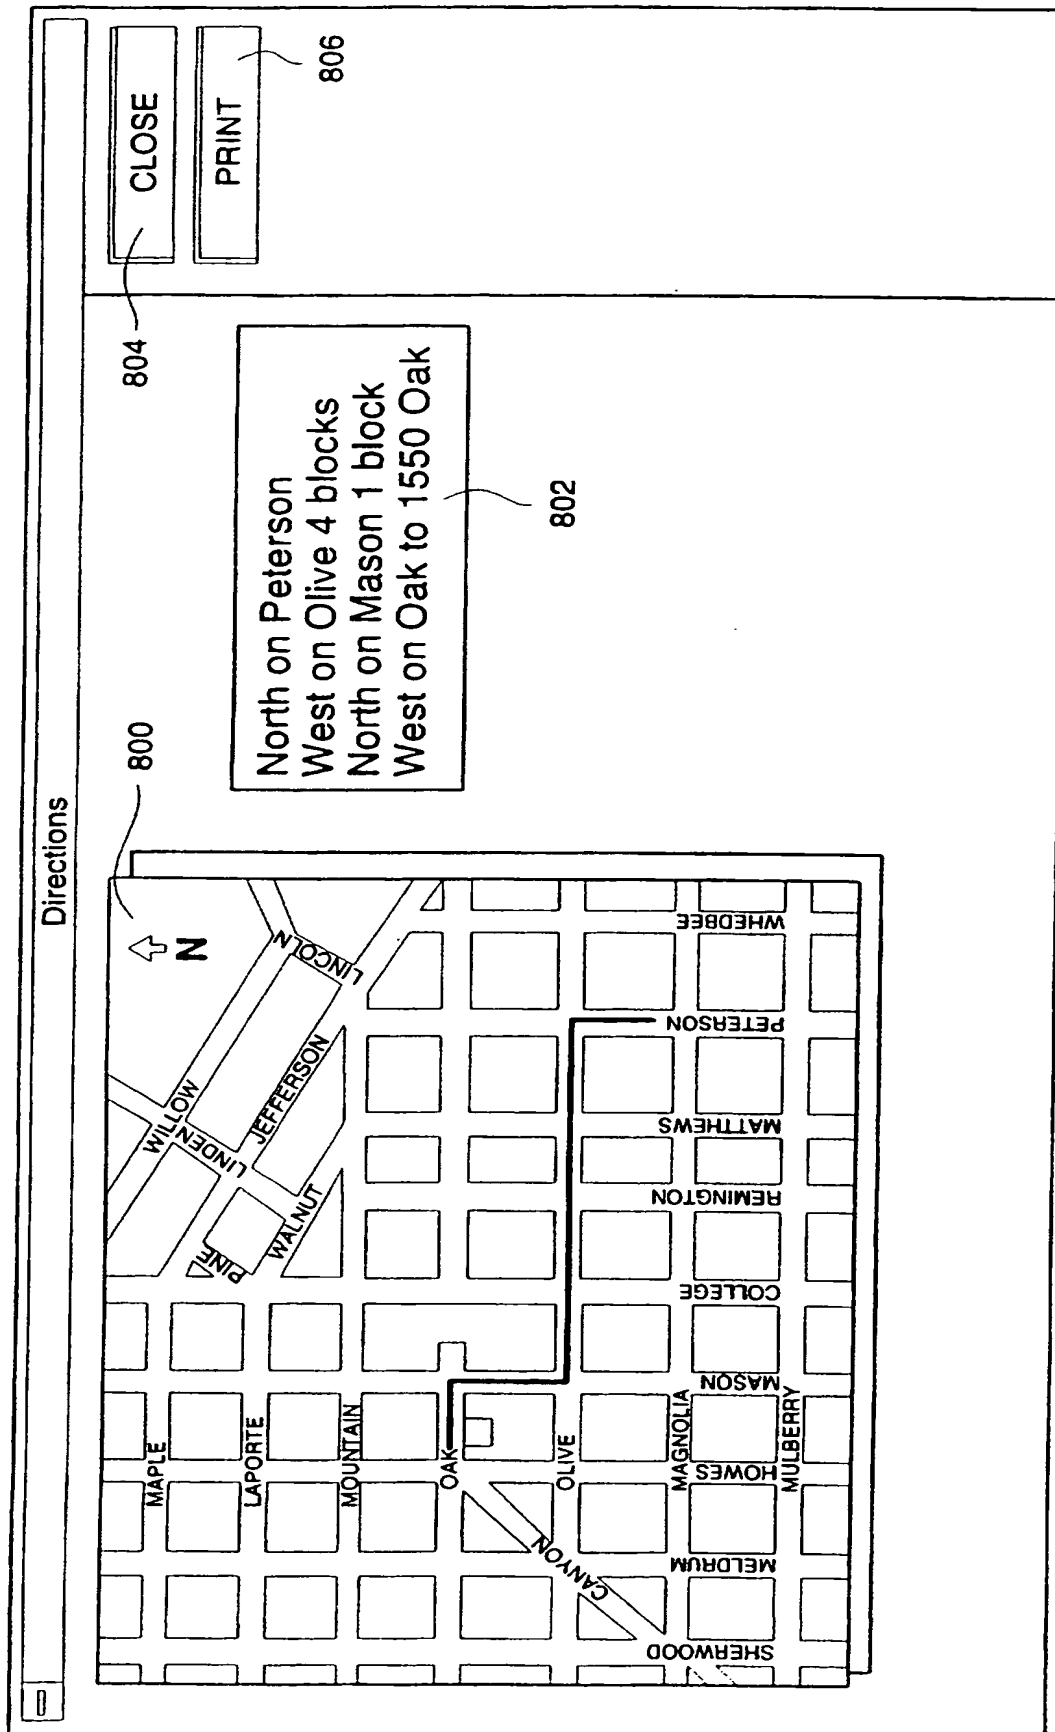 Directions
800
N
WILLOW
LINCOLN
LINDEN
JEFFERSON
PINE
WALNUT
MAPLE
LAPORTE
MOUNTAIN
OAK
OLIVE
CANYON
MAGNOLIA
MULBERRY
SHERWOOD
MELDRUM
HOWES
MASON
COLLEGE
REMINGTON
MATTHEWS
PETERSON
WHEDBEE
North on Peterson
West on Olive 4 blocks
North on Mason 1 block
West on Oak to 1550 Oak
802
804
CLOSE
PRINT
806